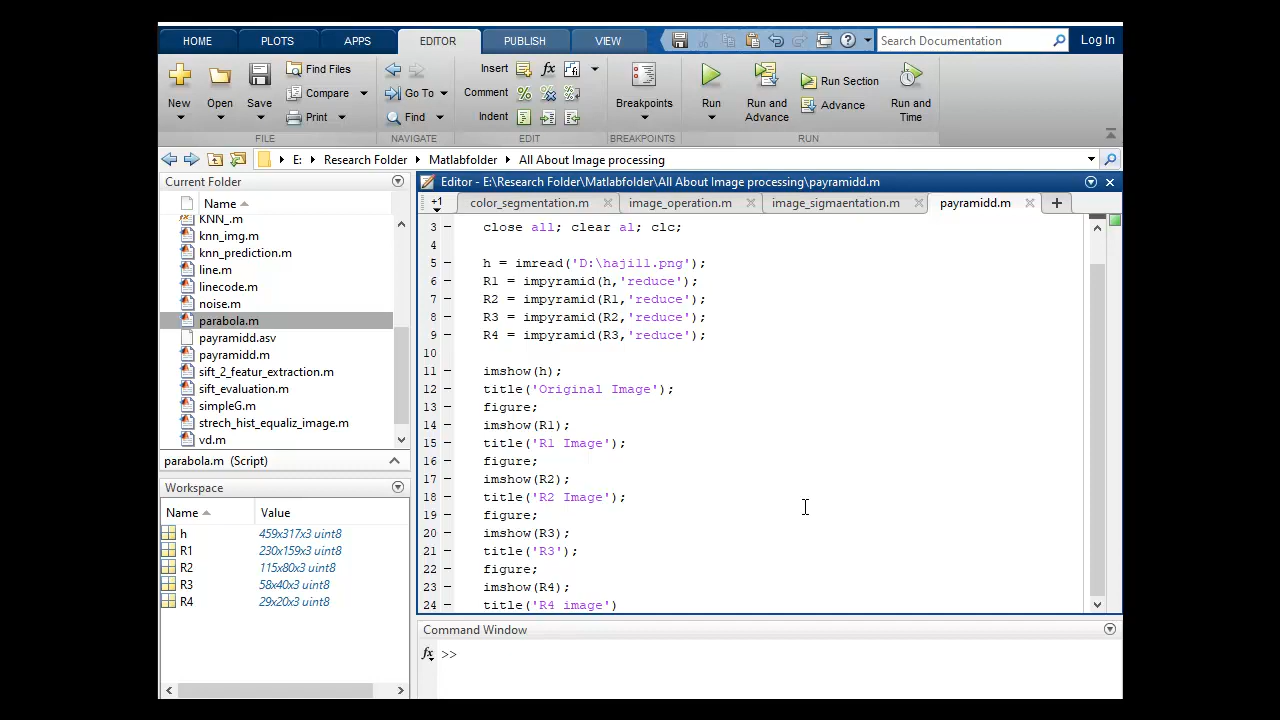 HOME PLOTS APPS EDITOR PUBLISH VIEW Search Documentation Log In
New Open Save Find Files Compare Print
FILE
Go To Find
NAVIGATE
Insert fx
Comment
Indent
EDIT
Breakpoints
BREAKPOINTS
Run Run and Advance Run Section Advance Run and Time
RUN
E: Research Folder Matlabfolder All About Image processing
Current Folder
Name
KNN_.m
knn_img.m
knn_prediction.m
line.m
linecode.m
noise.m
parabola.m
payramidd.asv
payramidd.m
sift_2_featur_extraction.m
sift_evaluation.m
simpleG.m
strech_hist_equaliz_image.m
vd.m
parabola.m (Script)
Workspace
Name Value
h 459x317x3 uint8
R1 230x159x3 uint8
R2 115x80x3 uint8
R3 58x40x3 uint8
R4 29x20x3 uint8
Editor - E:\Research Folder\Matlabfolder\All About Image processing\payramidd.m
+1 color_segmentation.m image_operation.m image_sigmaentation.m payramidd.m
3 – close all; clear al; clc;
4
5 – h = imread('D:\hajill.png');
6 – R1 = impyramid(h,'reduce');
7 – R2 = impyramid(R1,'reduce');
8 – R3 = impyramid(R2,'reduce');
9 – R4 = impyramid(R3,'reduce');
10
11 – imshow(h);
12 – title('Original Image');
13 – figure;
14 – imshow(R1);
15 – title('R1 Image');
16 – figure;
17 – imshow(R2);
18 – title('R2 Image');
19 – figure;
20 – imshow(R3);
21 – title('R3');
22 – figure;
23 – imshow(R4);
24 – title('R4 image')
Command Window
fx >>